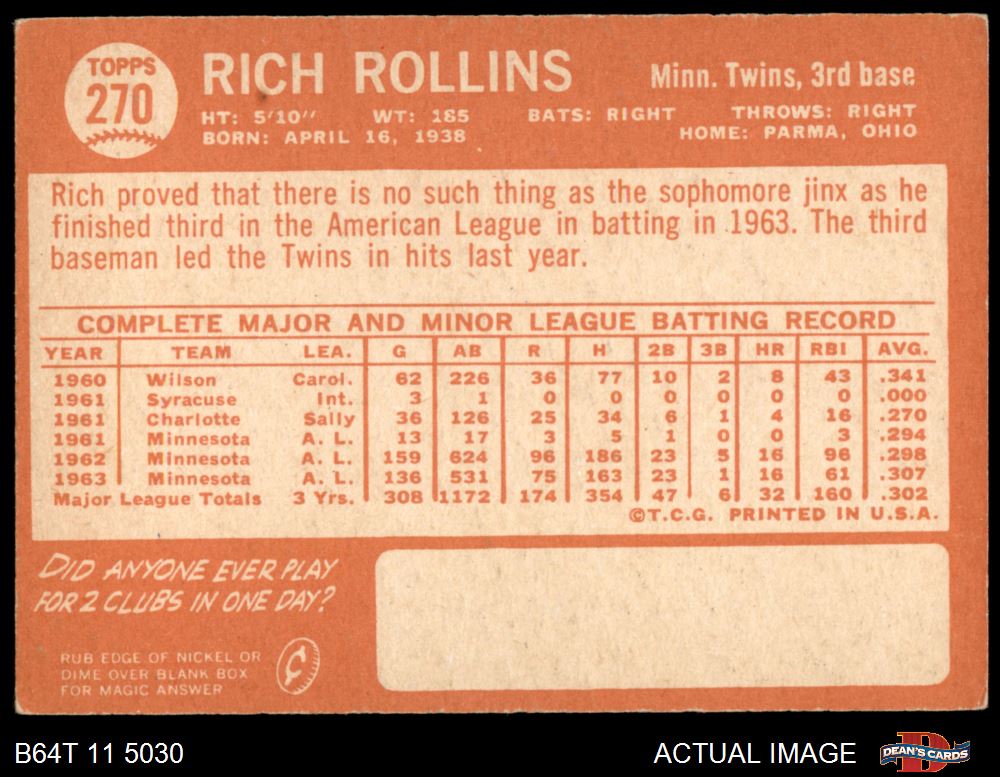 TOPPS
270
RICH ROLLINS
Minn. Twins, 3rd base
HT: 5'10" WT: 185 BATS: RIGHT THROWS: RIGHT
BORN: APRIL 16, 1938 HOME: PARMA, OHIO
Rich proved that there is no such thing as the sophomore jinx as he
finished third in the American League in batting in 1963. The third
baseman led the Twins in hits last year.
COMPLETE MAJOR AND MINOR LEAGUE BATTING RECORD
YEAR TEAM LEA. G AB R H 2B 3B HR RBI AVG.
1960 Wilson Carol. 62 226 36 77 10 2 8 43 .341
1961 Syracuse Int. 3 1 0 0 0 0 0 0 .000
1961 Charlotte Sally 36 126 25 34 6 1 4 16 .270
1961 Minnesota A. L. 13 17 3 5 1 0 0 3 .294
1962 Minnesota A. L. 159 624 96 186 23 5 16 96 .298
1963 Minnesota A. L. 136 531 75 163 23 1 16 61 .307
Major League Totals 3 Yrs. 308 1172 174 354 47 6 32 160 .302
©T.C.G. PRINTED IN U.S.A.
DID ANYONE EVER PLAY
FOR 2 CLUBS IN ONE DAY?
RUB EDGE OF NICKEL OR
DIME OVER BLANK BOX
FOR MAGIC ANSWER
B64T 11 5030
ACTUAL IMAGE
DEAN'S CARDS